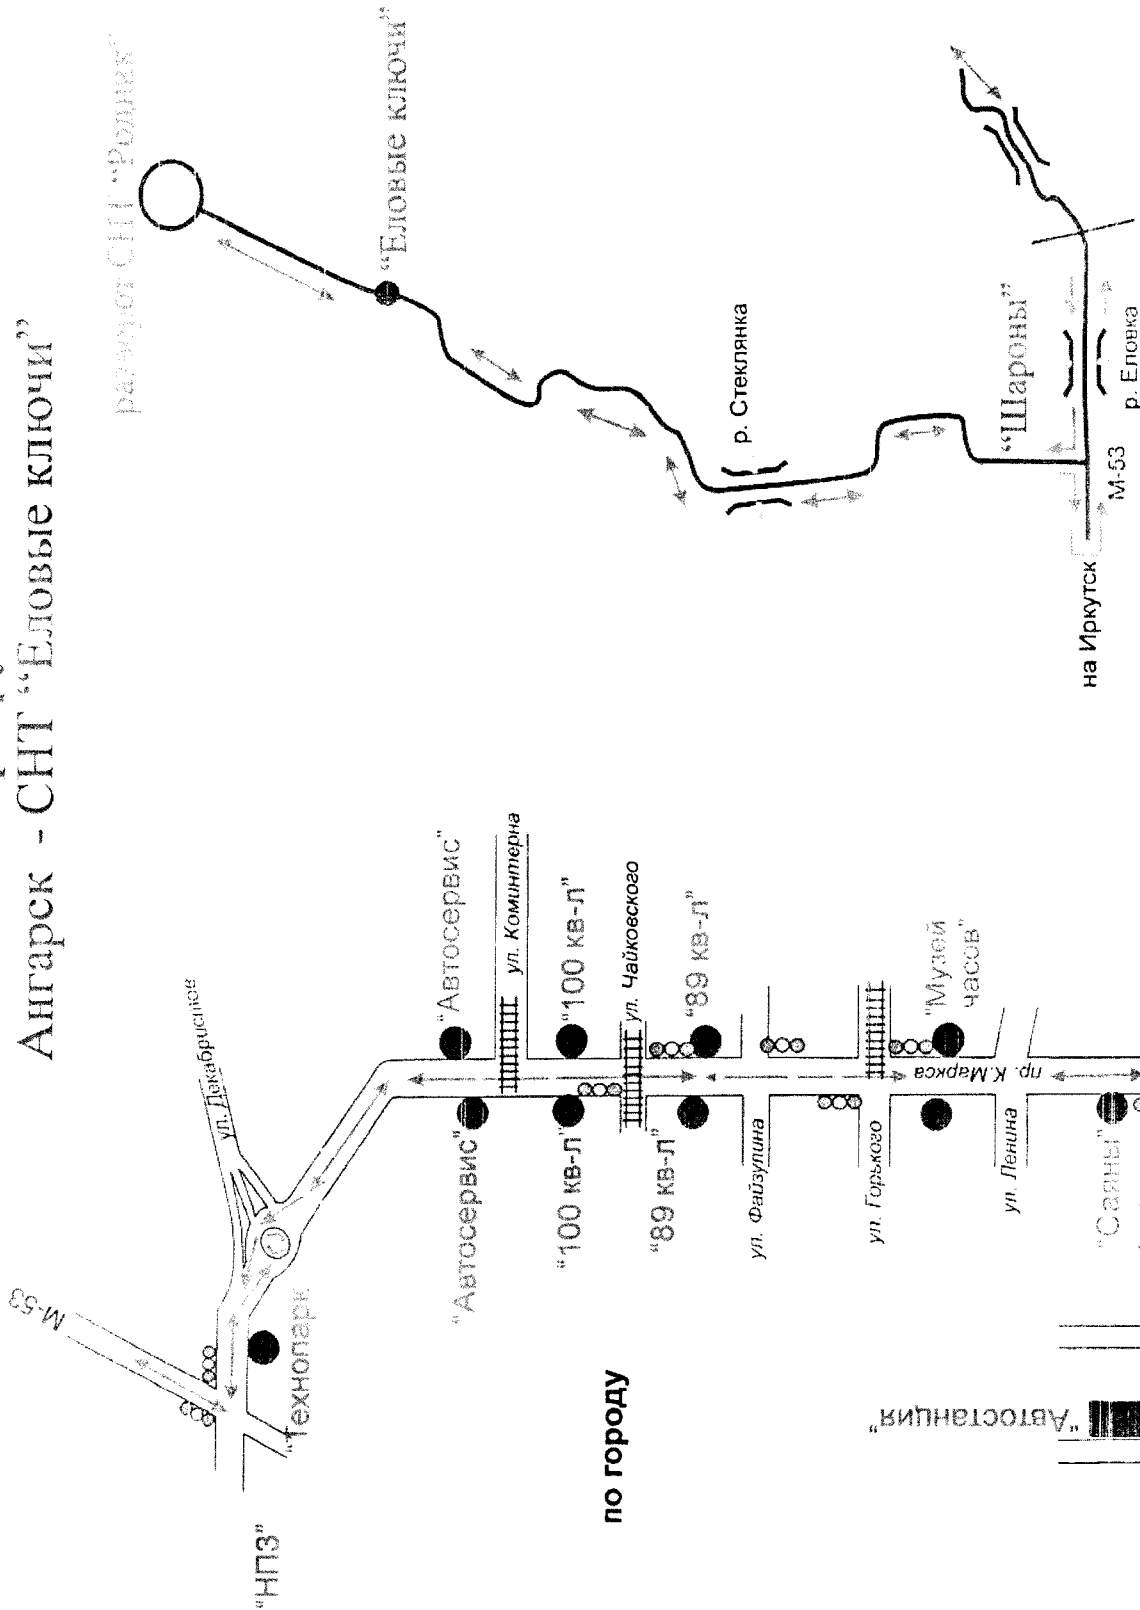 Ангарск - СНТ “Еловые ключи”
разворот СНТ “Родник”
“Еловые ключи”
р. Стеклянка
“Шароны”
М-53
р. Еловка
на Иркутск
М-53
ул. Декабристов
"НПЗ"
"Технопарк
"Автосервис"
"Автосервис"
ул. Коминтерна
"100 кв-л"
"100 кв-л"
ул. Чайковского
"89 кв-л"
"89 кв-л"
ул. Файзулина
ул. Горького
"Музей
часов"
пр. К.Маркса
ул. Ленина
"Саяны"
"Автостанция"
по городу